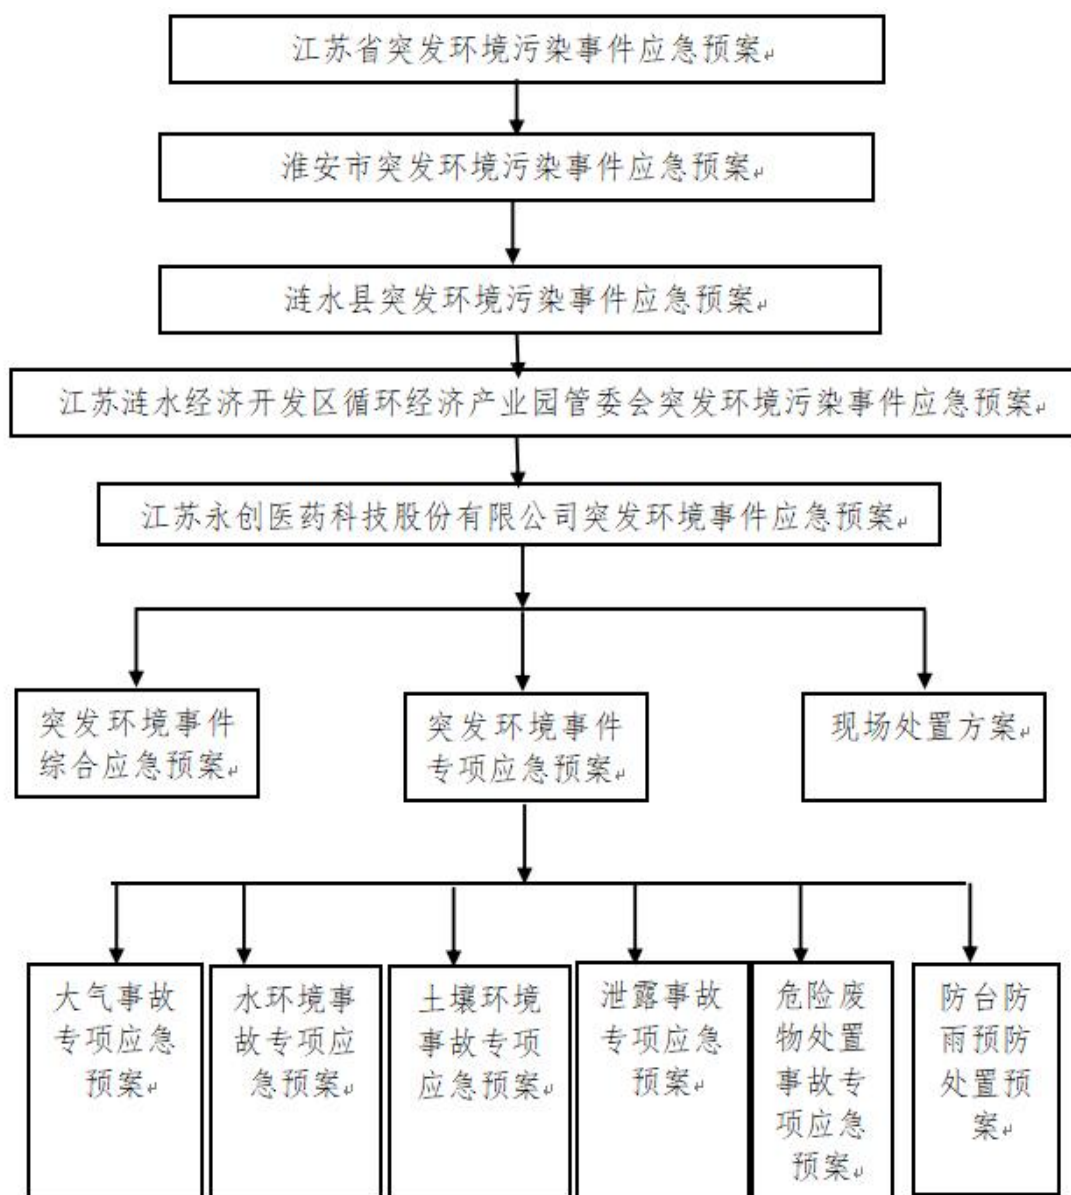 江苏省突发环境污染事件应急预案
淮安市突发环境污染事件应急预案
涟水县突发环境污染事件应急预案
江苏涟水经济开发区循环经济产业园管委会突发环境污染事件应急预案
江苏永创医药科技股份有限公司突发环境事件应急预案
突发环境事件
综合应急预案
突发环境事件
专项应急预案
现场处置方案
大气事故
专项应急
预案
水环境事
故专项应
急预案
土壤环境
事故专项
应急预案
泄露事故
专项应急
预案
危险废
物处置
事故专
项应急
预案
防台防
雨预防
处置预
案